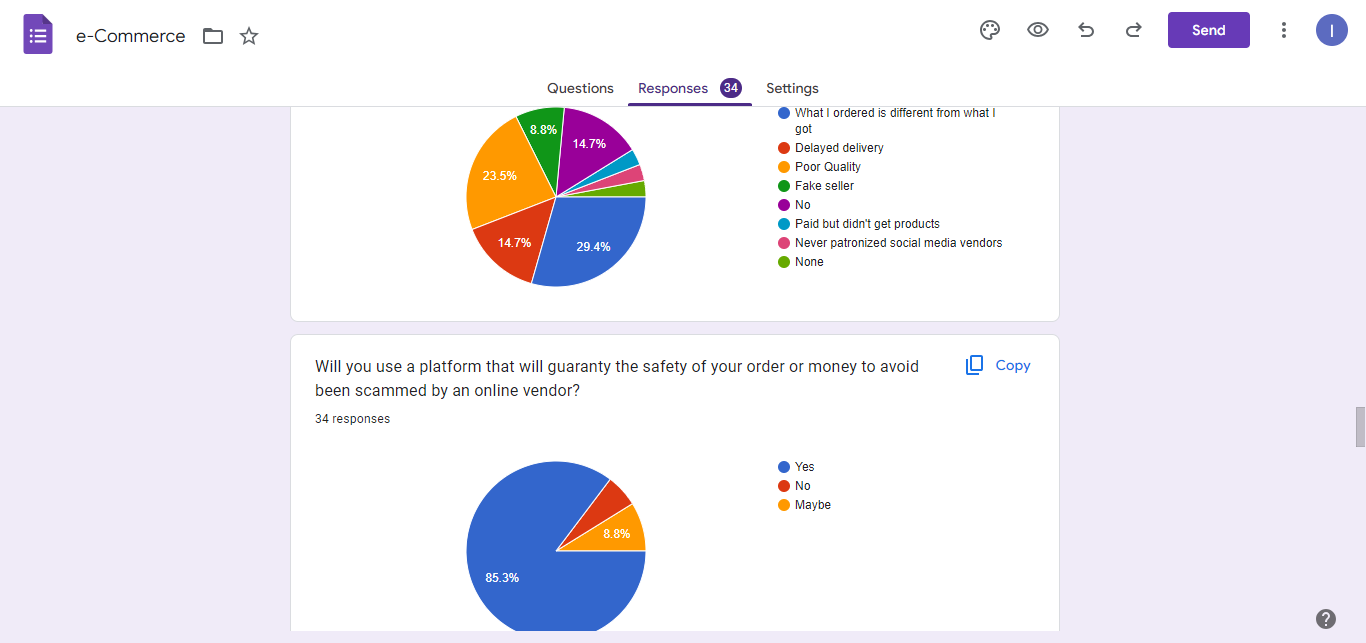 e-Commerce
Send
I
Questions
Responses 34
Settings
8.8%
14.7%
23.5%
14.7%
29.4%
What I ordered is different from what I
got
Delayed delivery
Poor Quality
Fake seller
No
Paid but didn't get products
Never patronized social media vendors
None
Will you use a platform that will guaranty the safety of your order or money to avoid
been scammed by an online vendor?
Copy
34 responses
8.8%
85.3%
Yes
No
Maybe